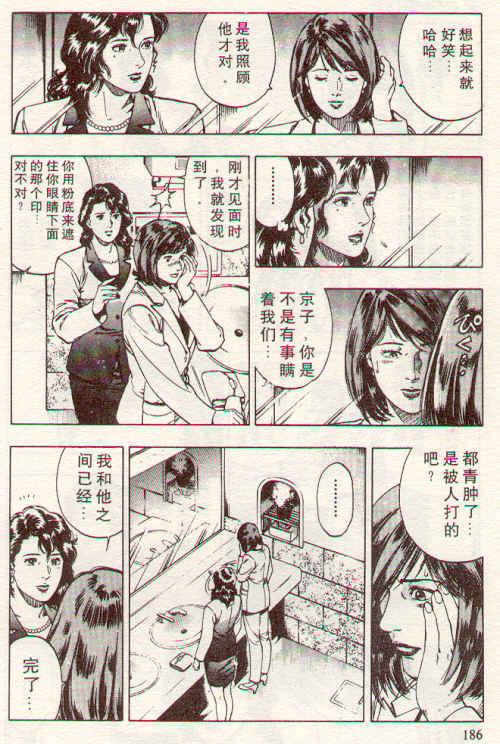 想起来就
好笑…
哈哈…
是我照顾
他才对．
………
京子，你是
不是有事瞒
着我们…
刚才见面时
，我就发现
到了．
你用粉底来遮
住你眼睛下面
的那个印…
对不对？
都青肿了…
是被人打的
吧？
………
我和他之
间已经…
完了…
186